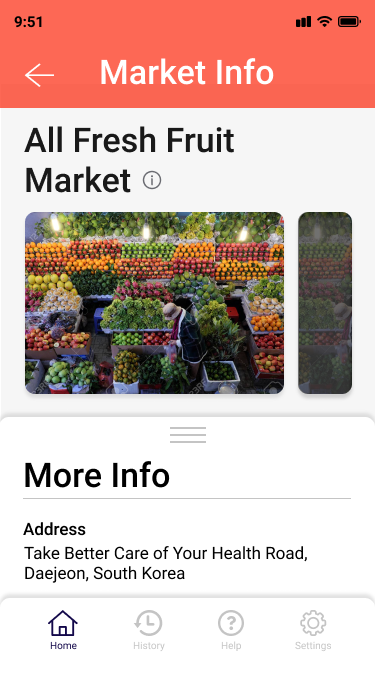 9:51
Market Info
All Fresh Fruit
Market
More Info
Address
Take Better Care of Your Health Road,
Daejeon, South Korea
Home
History
Help
Settings